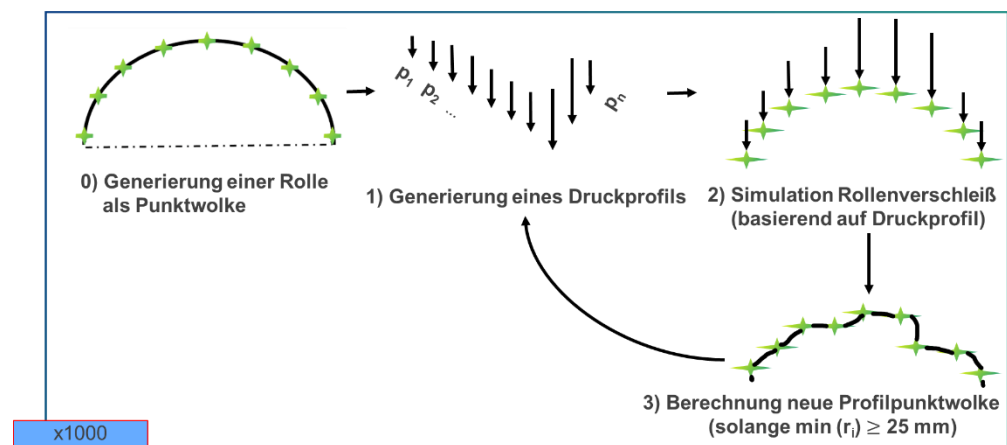 p1
p2
...
pn
0) Generierung einer Rolle
als Punktwolke
1) Generierung eines Druckprofils
2) Simulation Rollenverschleiß
(basierend auf Druckprofil)
3) Berechnung neue Profilpunktwolke
(solange min (ri) ≥ 25 mm)
x1000